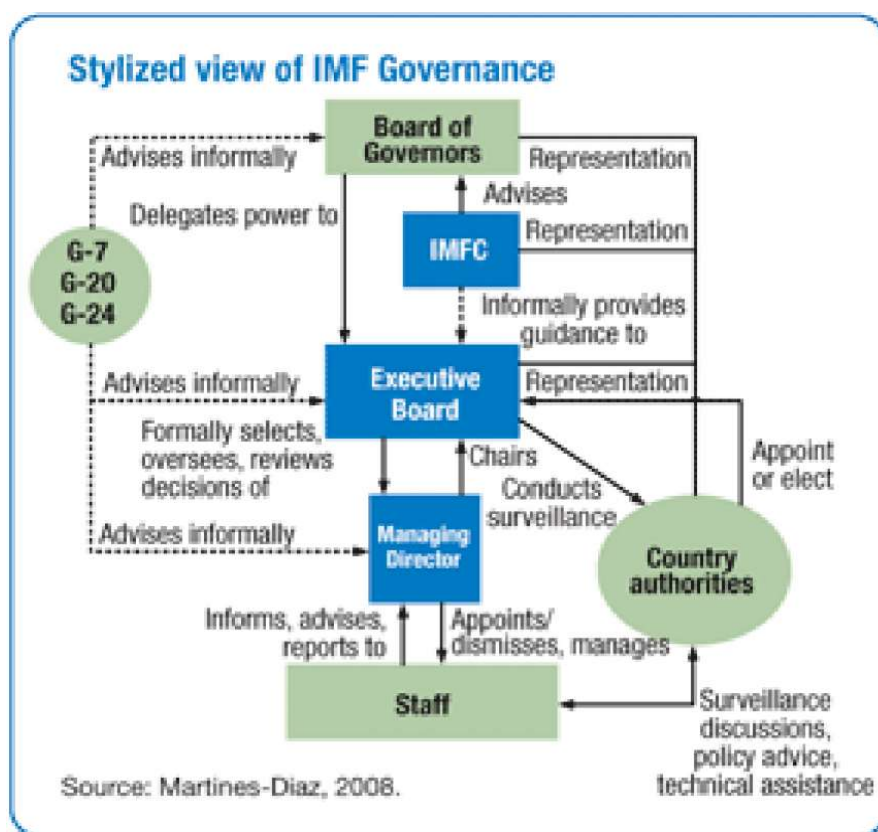 Stylized view of IMF Governance
Board of
Governors
Advises informally
Representation
Advises
Delegates power to
G-7
G-20
G-24
IMFC
Representation
Informally provides
guidance to
Executive
Board
Advises informally
Representation
Formally selects,
oversees, reviews
decisions of
Chairs
Appoint
or elect
Conducts
surveillance
Advises informally
Managing
Director
Country
authorities
Informs, advises,
reports to
Appoints/
dismisses, manages
Staff
Surveillance
discussions,
policy advice,
technical assistance
Source: Martines-Diaz, 2008.